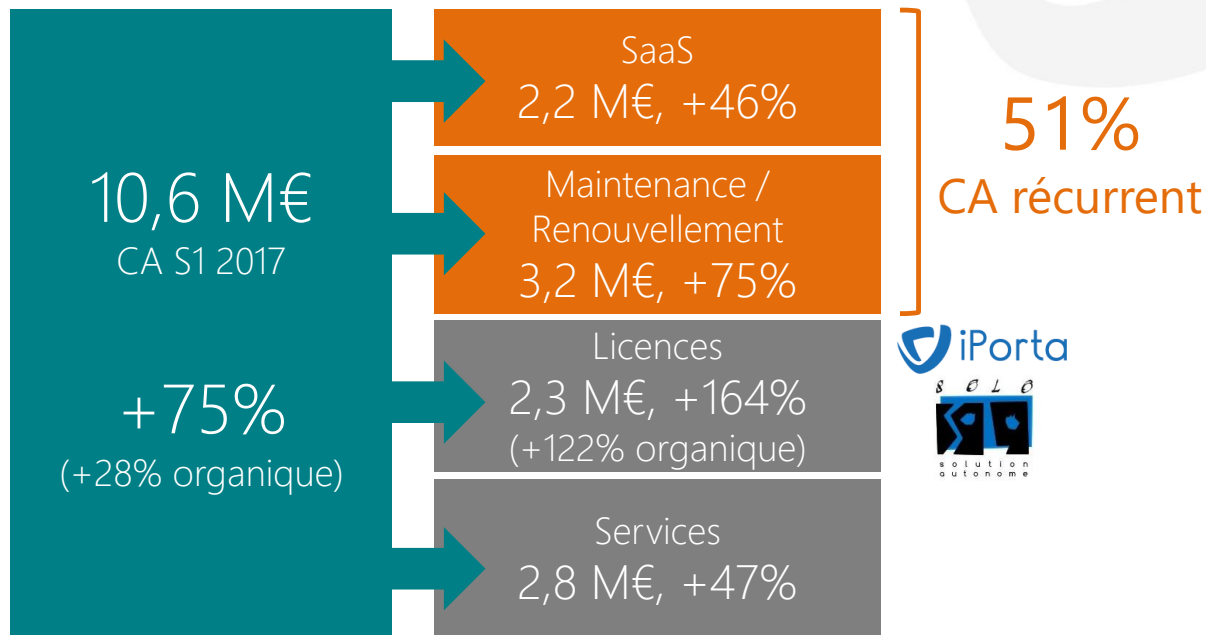 10,6 M€
CA S1 2017
+75%
(+28% organique)
SaaS
2,2 M€, +46%
Maintenance /
Renouvellement
3,2 M€, +75%
Licences
2,3 M€, +164%
(+122% organique)
Services
2,8 M€, +47%
51%
CA récurrent
iPorta
SOLO
solution
autonome